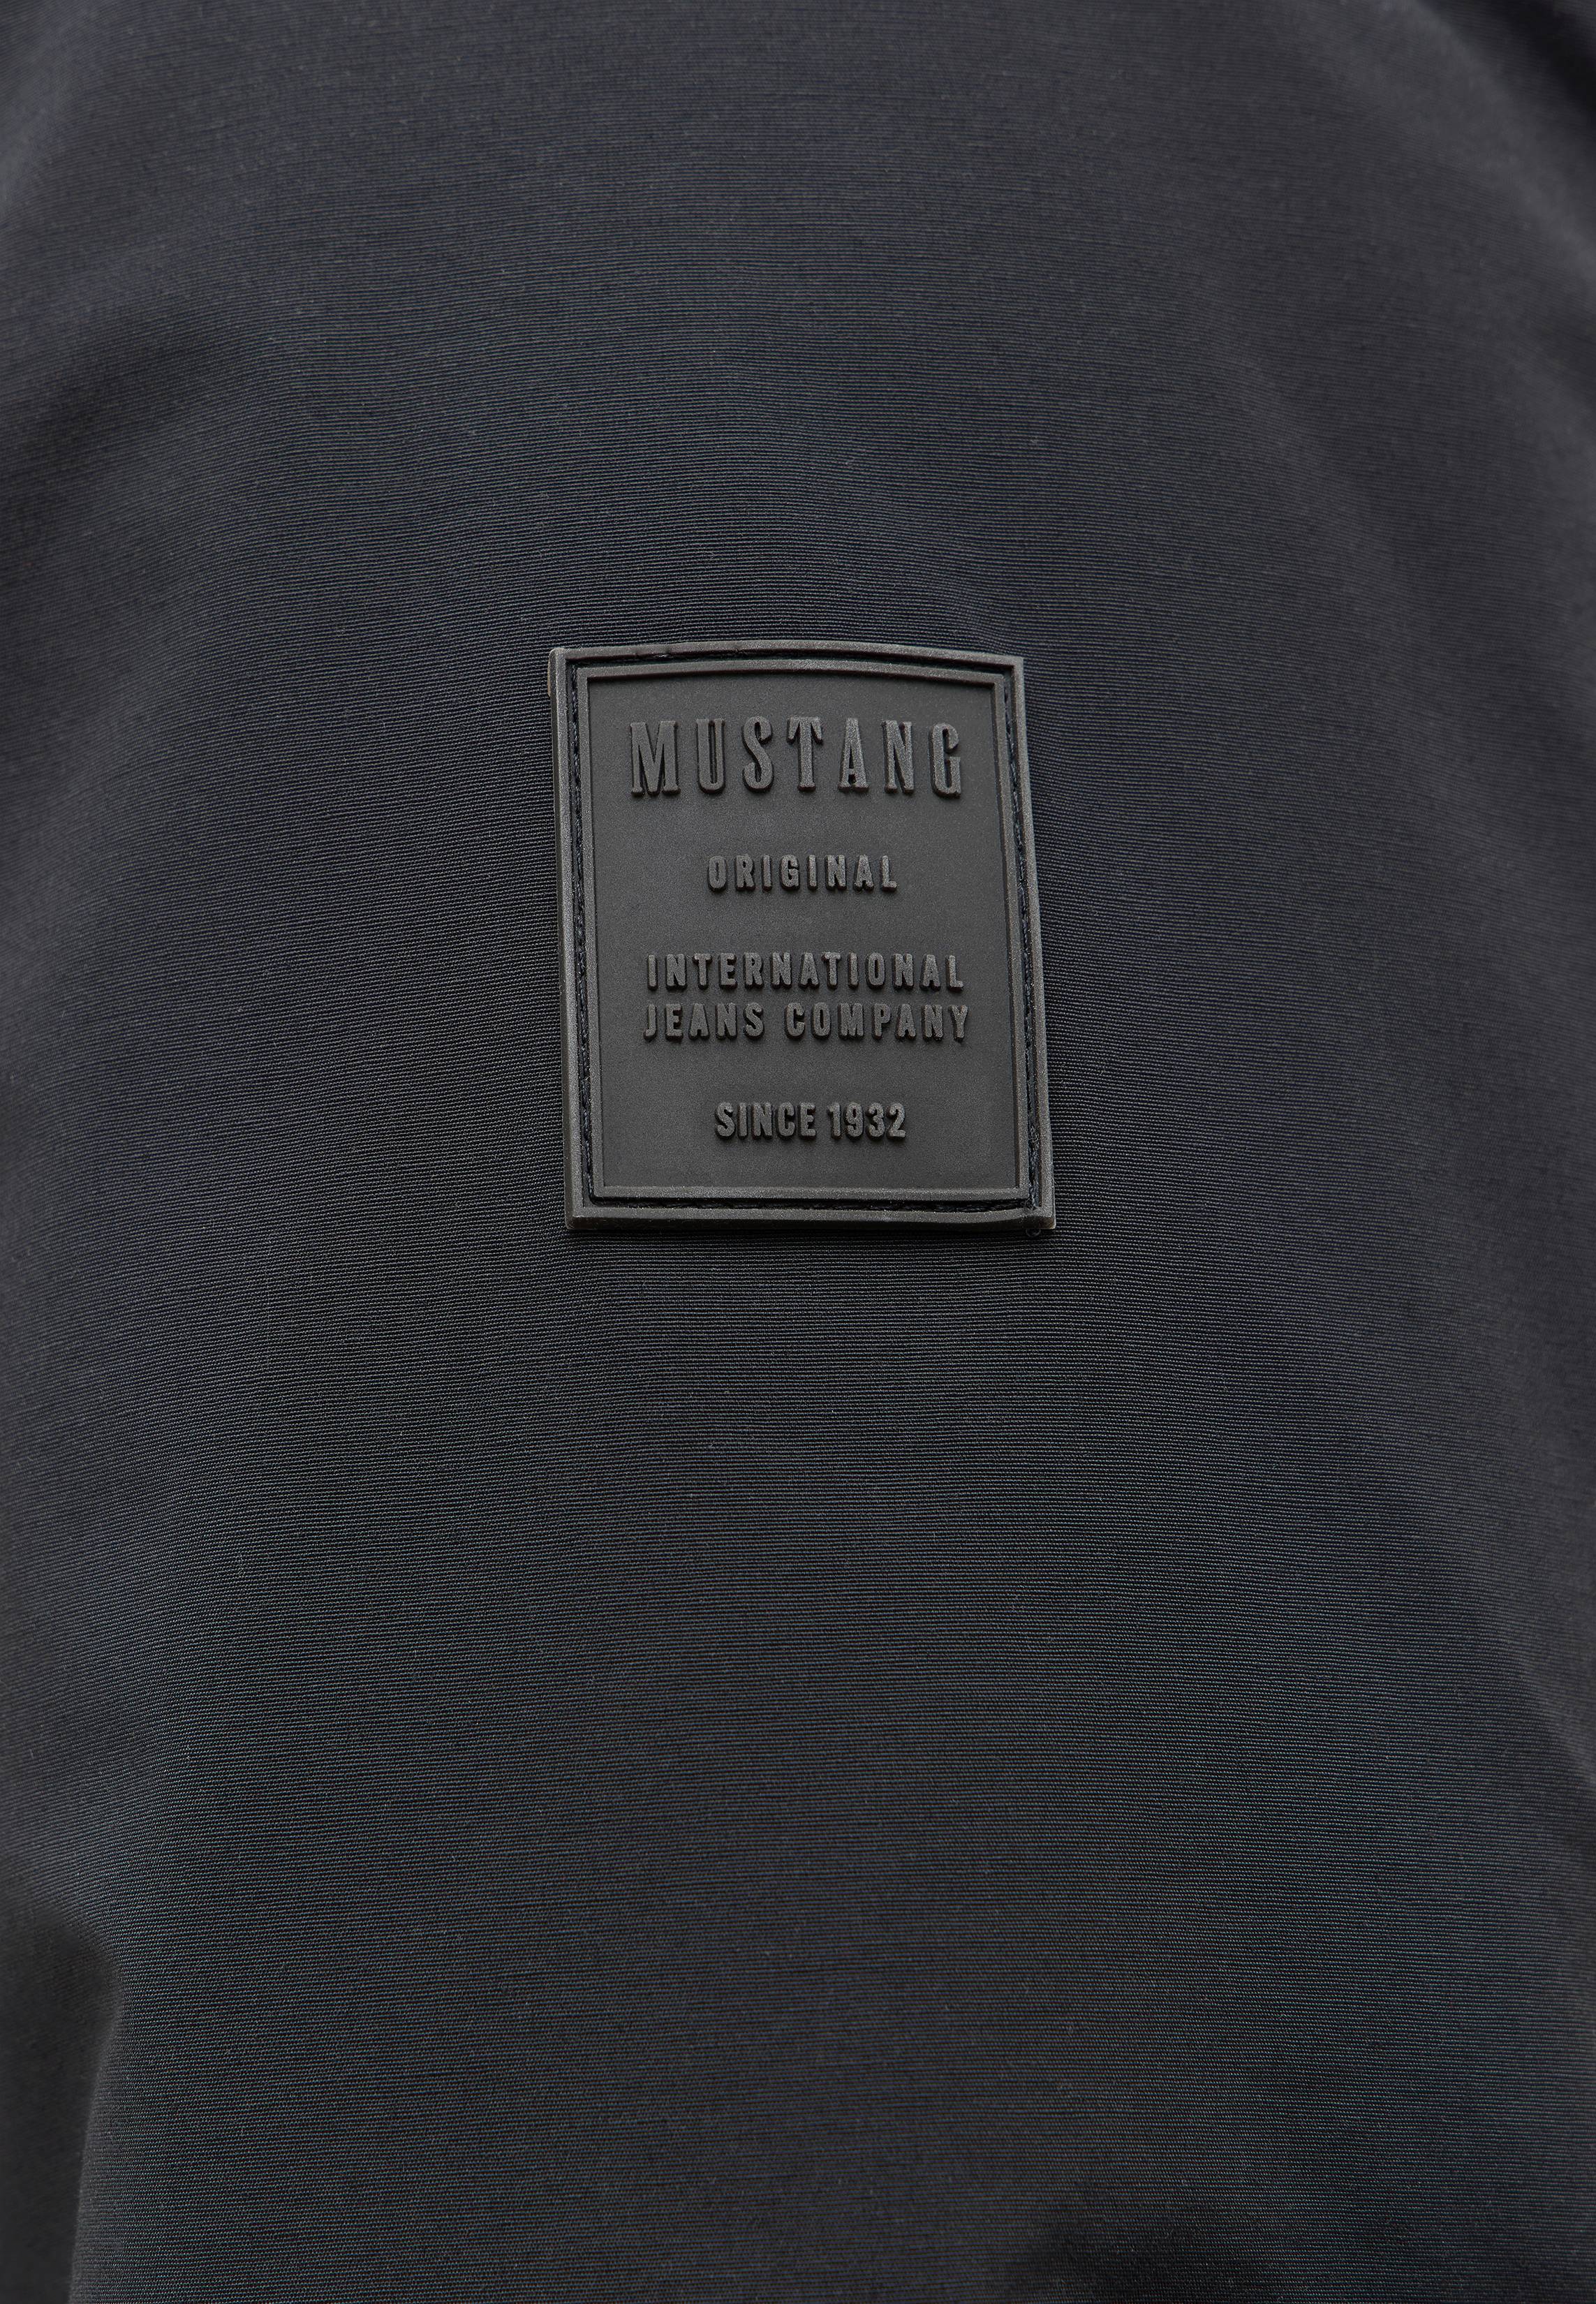 MUSTANG
ORIGINAL
INTERNATIONAL
JEANS COMPANY
SINCE 1932